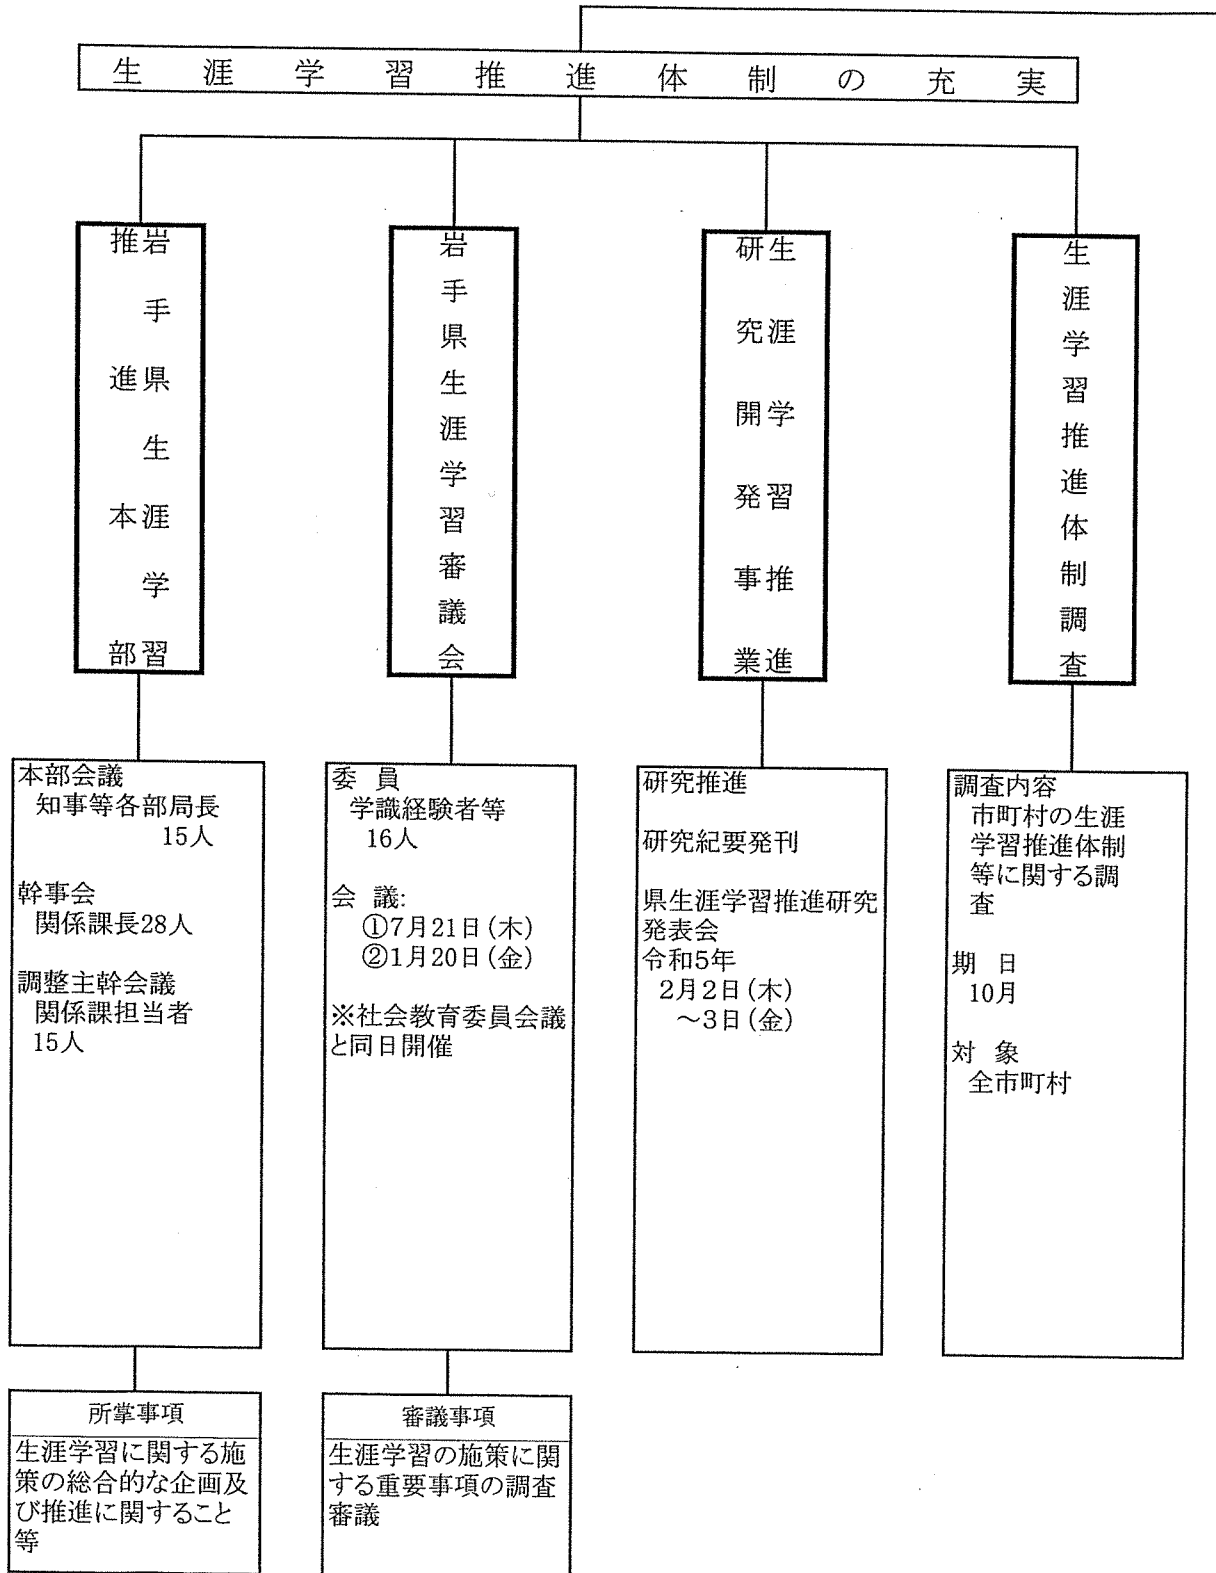 生涯学習推進体制の充実
岩手県生涯学習
推進本部
岩手県生涯学習審議会
生涯学習推進
研究開発事業
生涯学習推進体制調査
本部会議
知事等各部局長
15人
幹事会
関係課長28人
調整主幹会議
関係課担当者
15人
委 員
学識経験者等
16人
会 議:
①7月21日(木)
②1月20日(金)
※社会教育委員会議
と同日開催
研究推進
研究紀要発刊
県生涯学習推進研究
発表会
令和5年
2月2日(木)
～3日(金)
調査内容
市町村の生涯
学習推進体制
等に関する調
査
期 日
10月
対 象
全市町村
所掌事項
生涯学習に関する施
策の総合的な企画及
び推進に関すること
等
審議事項
生涯学習の施策に関
する重要事項の調査
審議